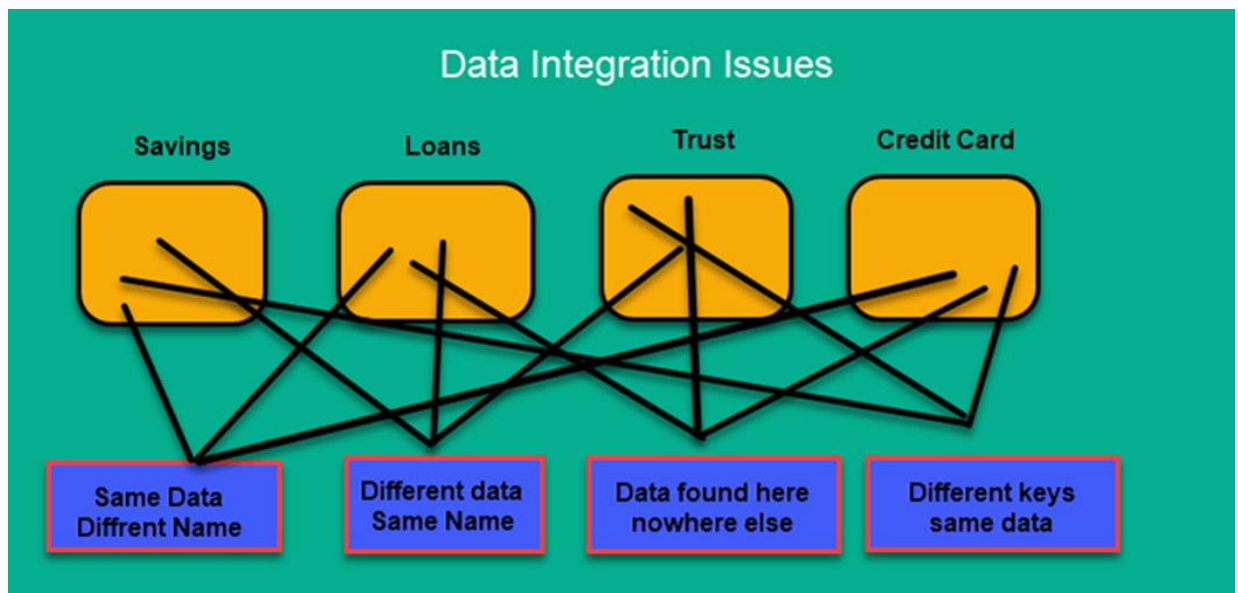 Data Integration Issues
Savings
Loans
Trust
Credit Card
Same Data
Diffrent Name
Different data
Same Name
Data found here
nowhere else
Different keys
same data